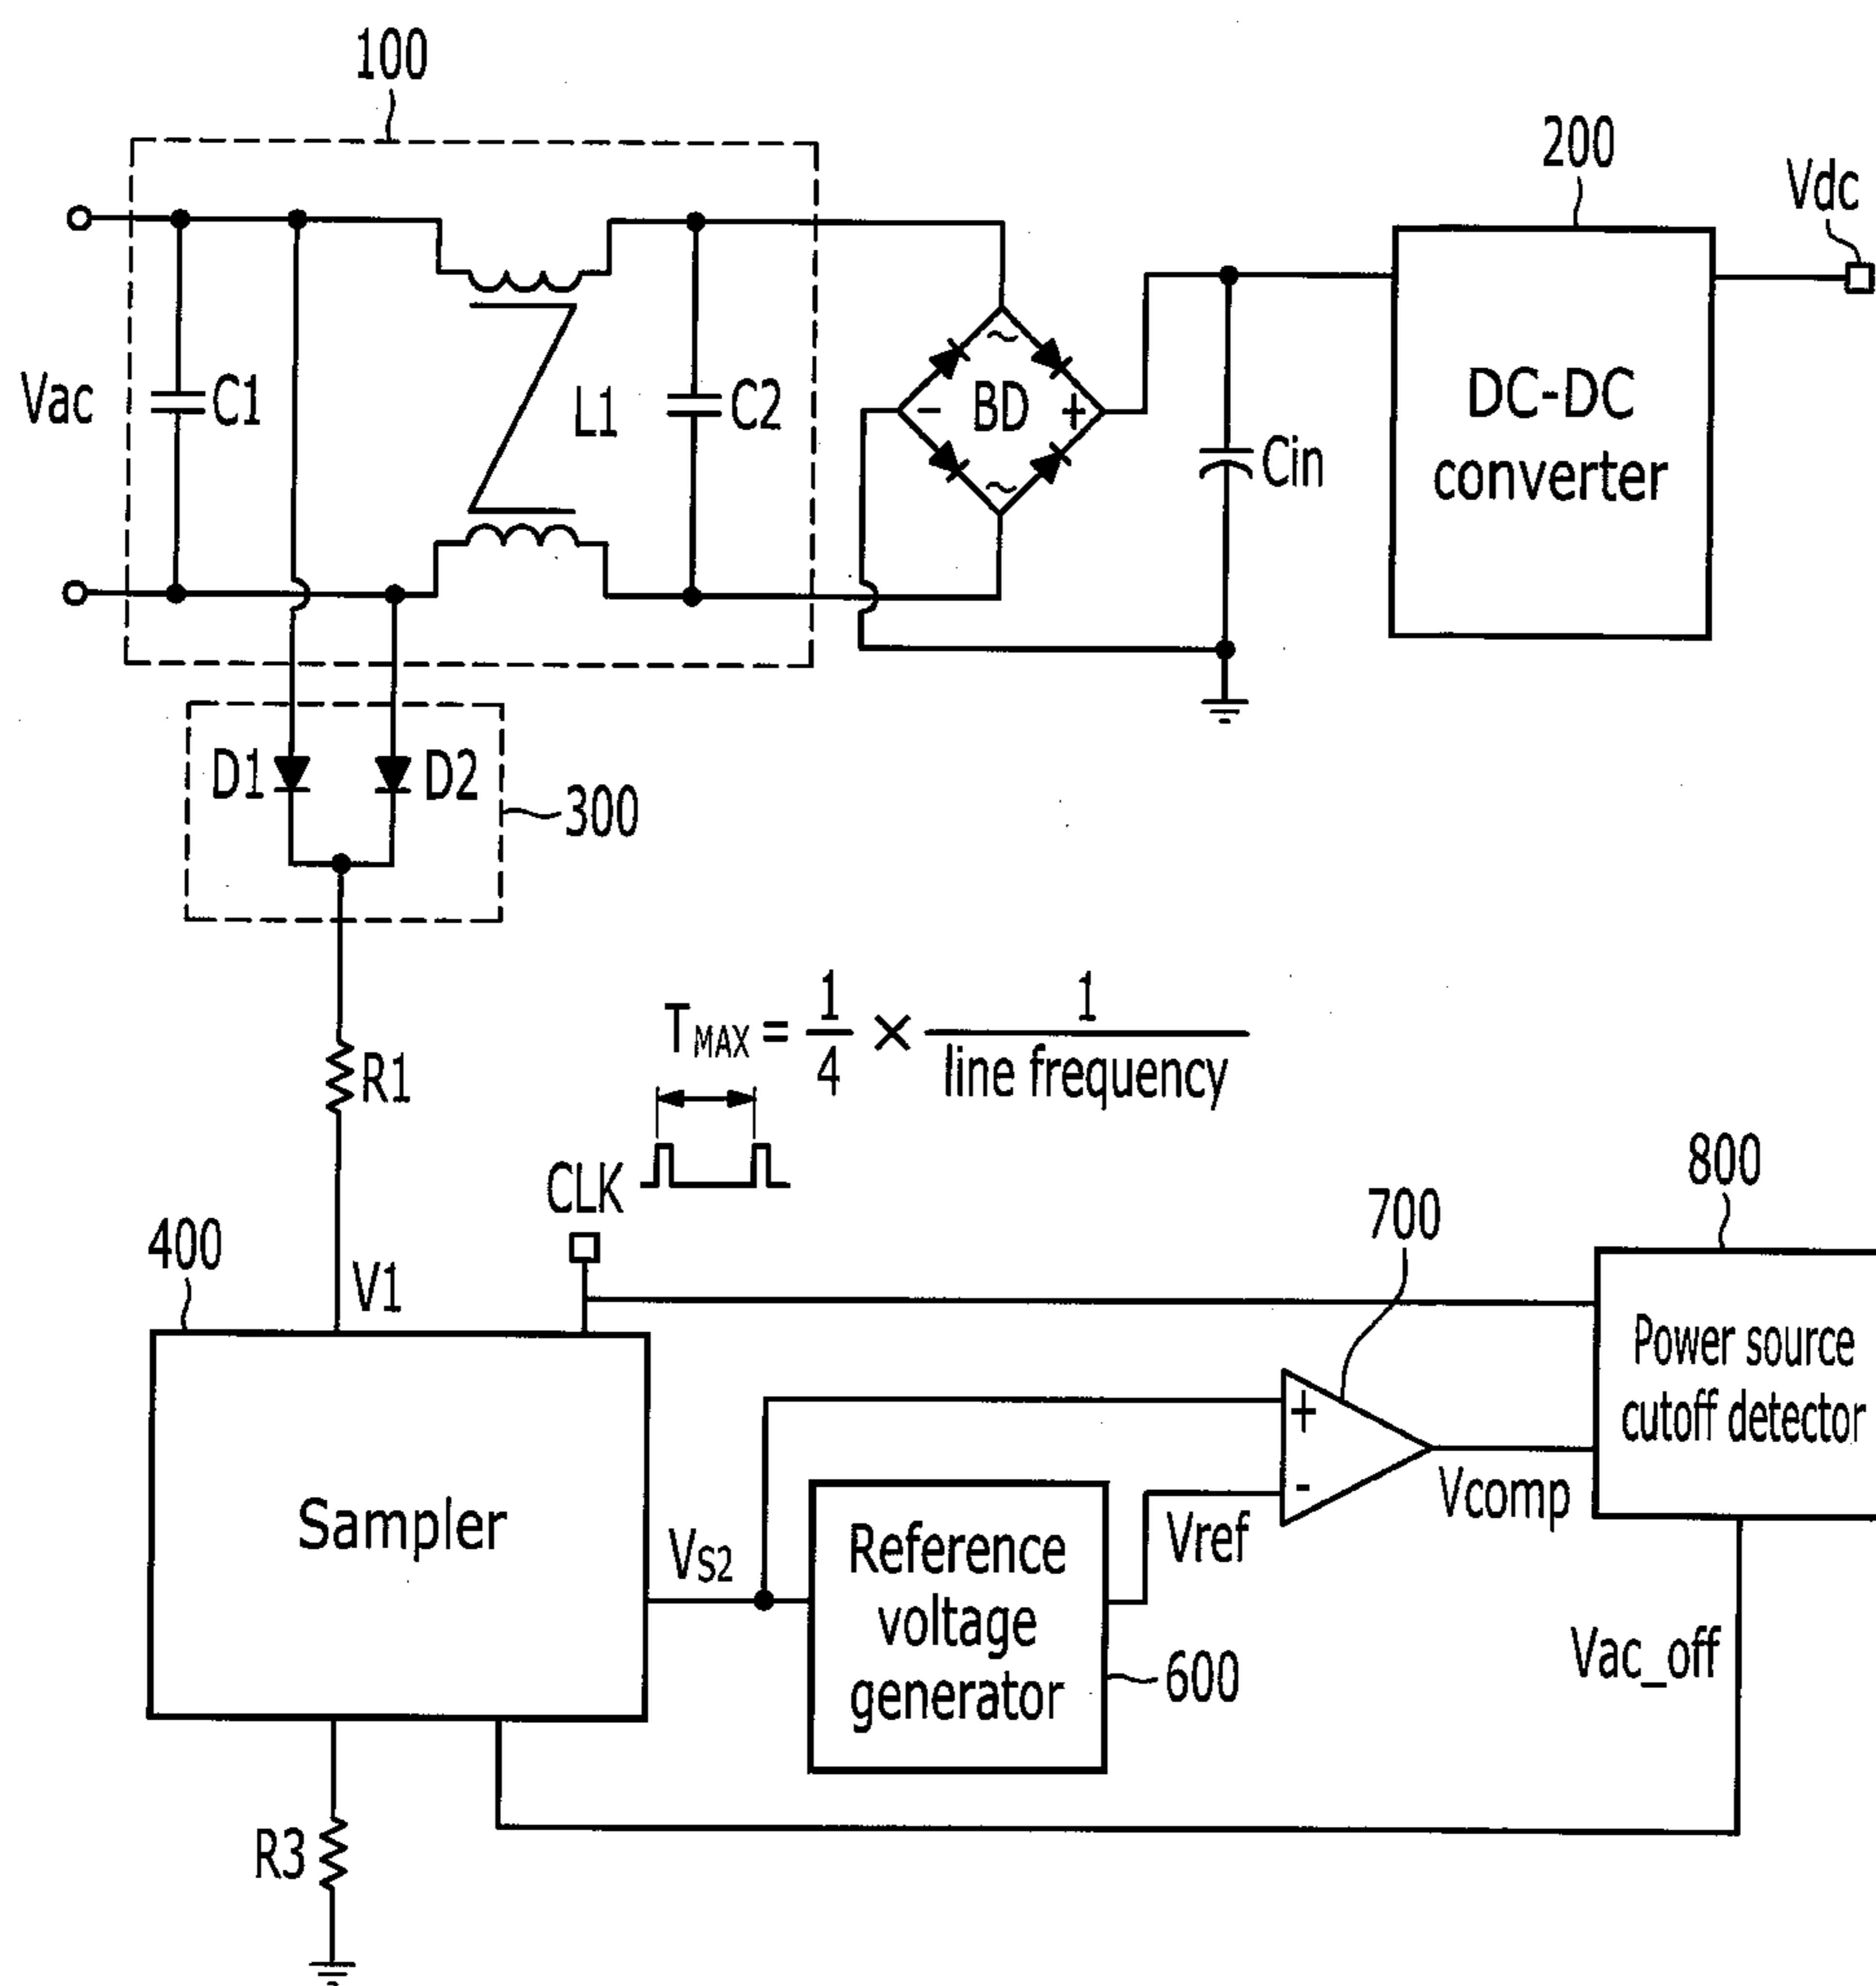 100
200
Vdc
Vac
C1
L1
C2
~
− BD +
~
Cin
DC-DC
converter
D1
D2
300
R1
TMAX = 1/4 × 1/line frequency
CLK
400
V1
700
800
Power source
cutoff detector
+
-
Vcomp
Sampler
VS2
Reference
voltage
generator
Vref
600
Vac_off
R3